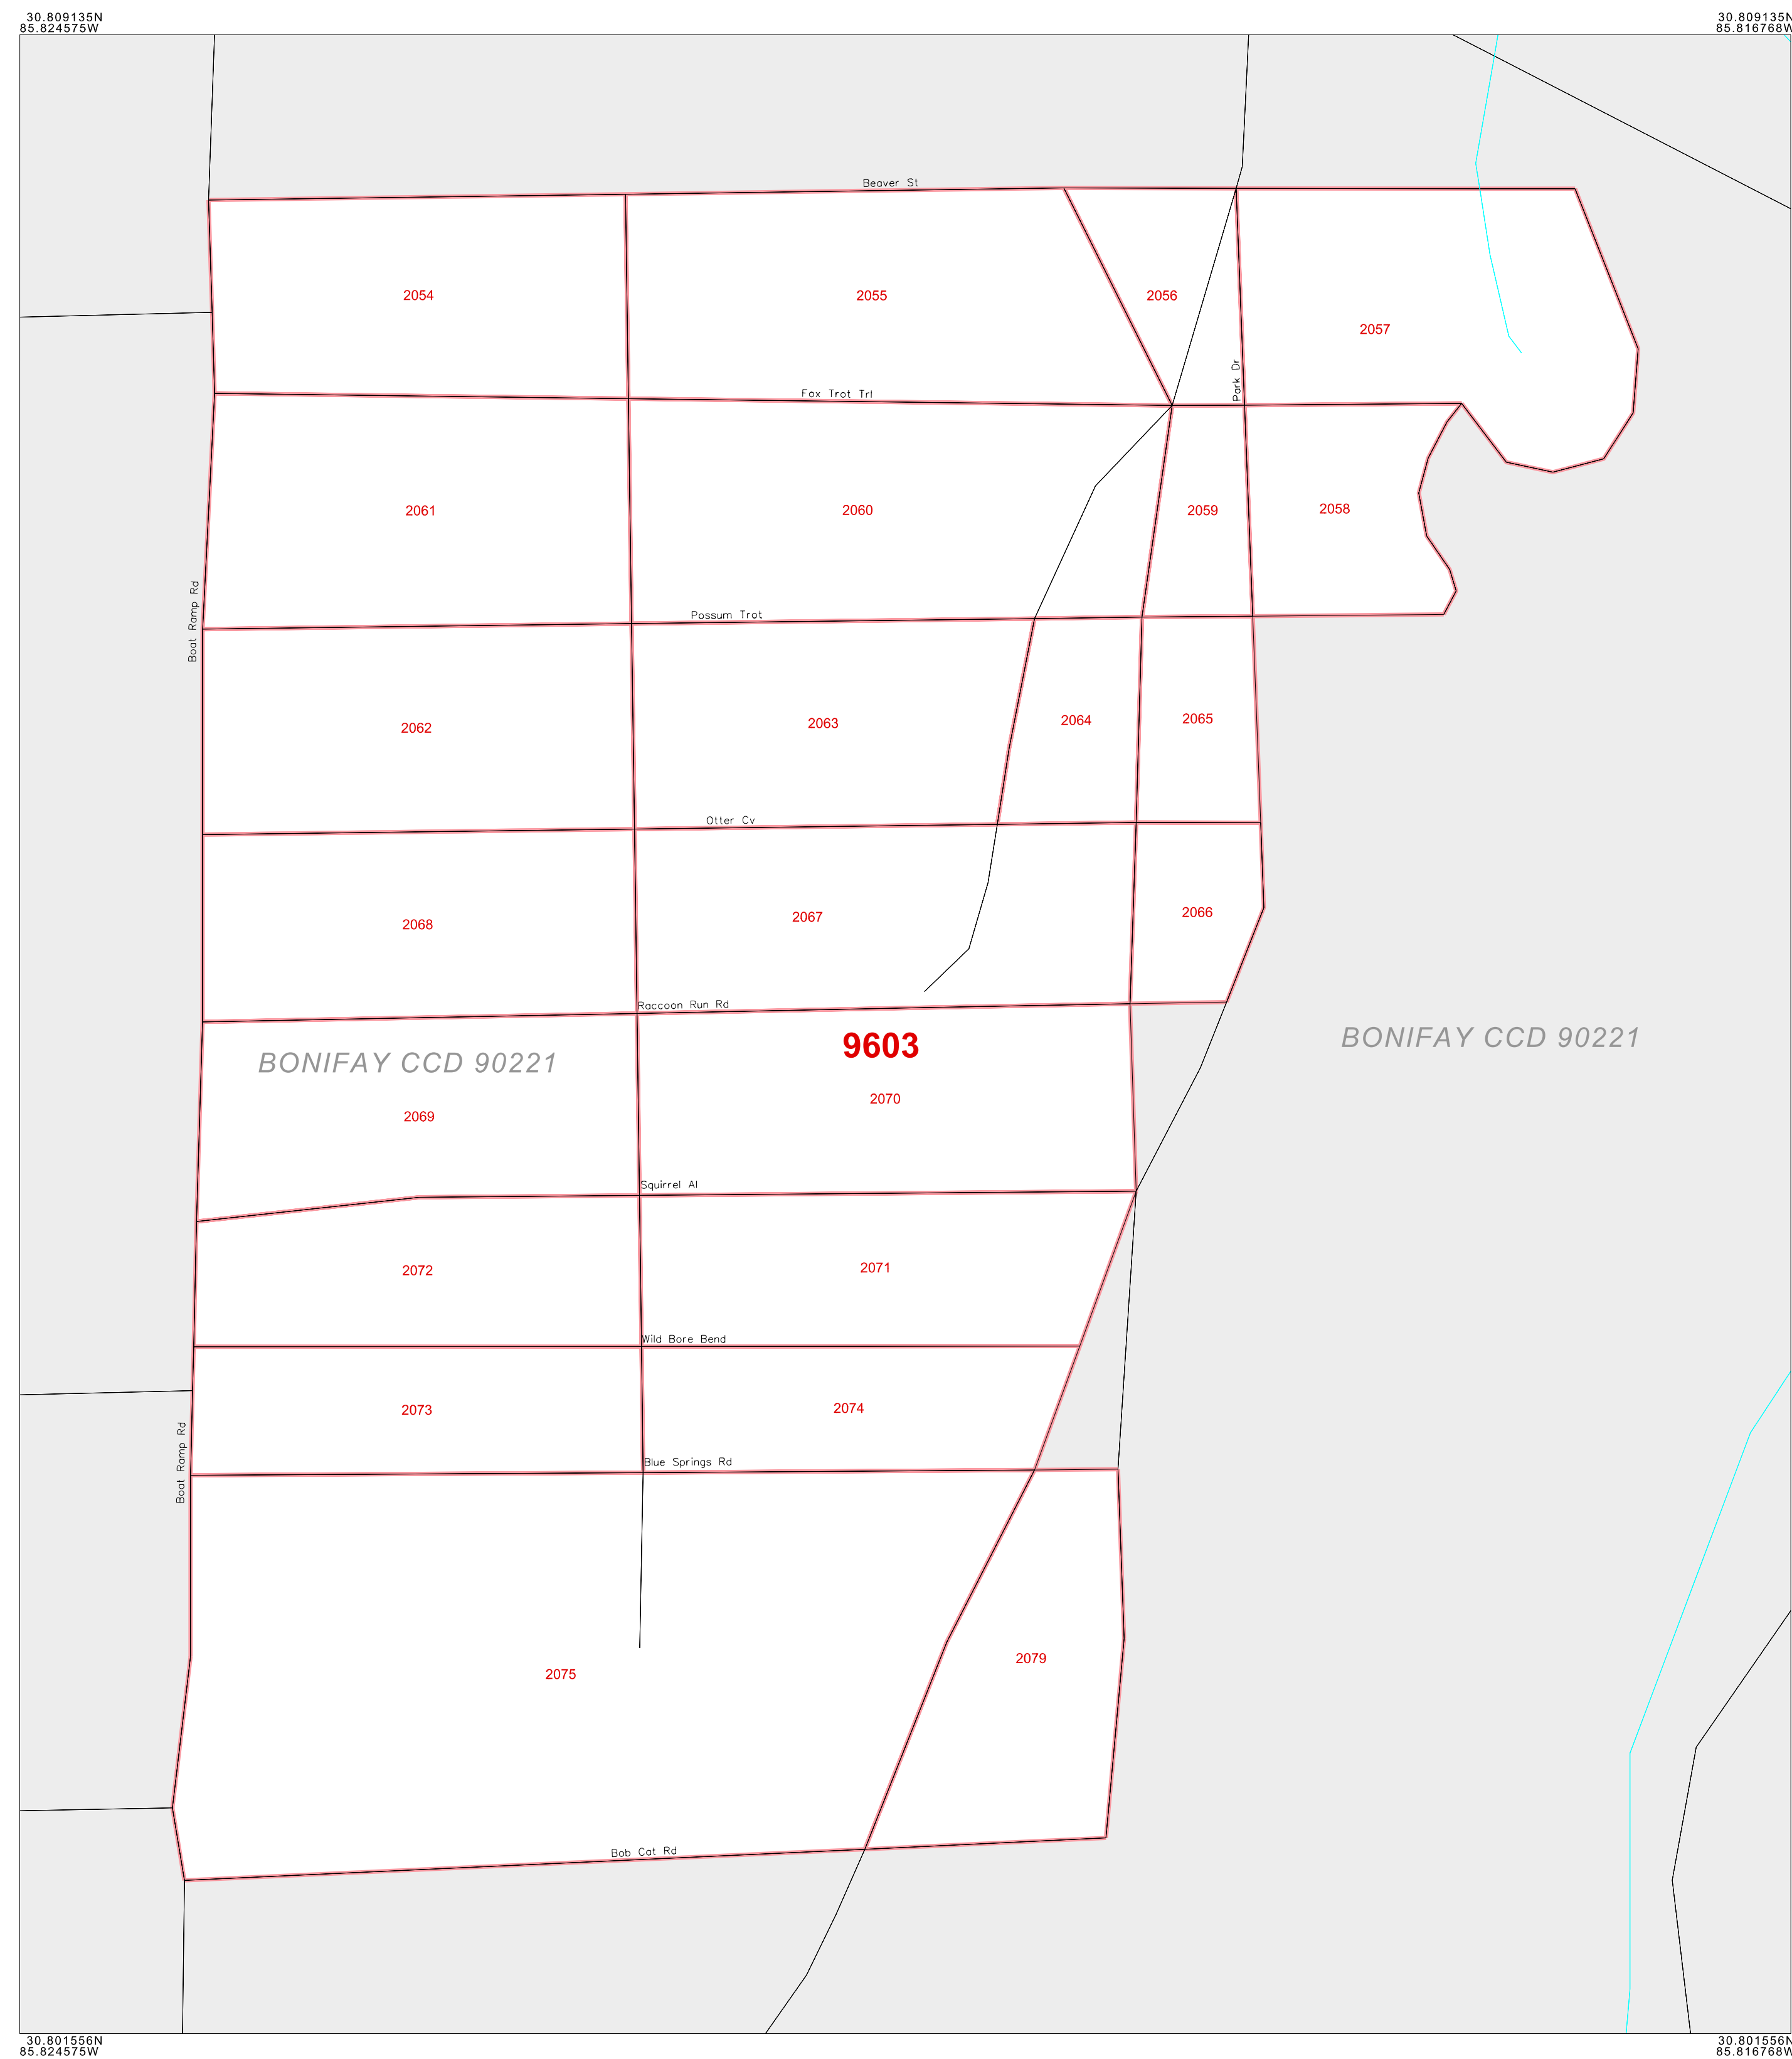 30.809135N
85.824575W
30.809135N
85.816768W
Beaver St
2054
2055
2056
2057
Park Dr
Fox Trot Trl
2061
2060
2059
2058
Boat Ramp Rd
Possum Trot
2062
2063
2064
2065
Otter Cv
2068
2067
2066
Raccoon Run Rd
9603
BONIFAY CCD 90221
BONIFAY CCD 90221
2069
2070
Squirrel Al
2072
2071
Wild Bore Bend
2073
2074
Boat Ramp Rd
Blue Springs Rd
2075
2079
Bob Cat Rd
30.801556N
85.824575W
30.801556N
85.816768W